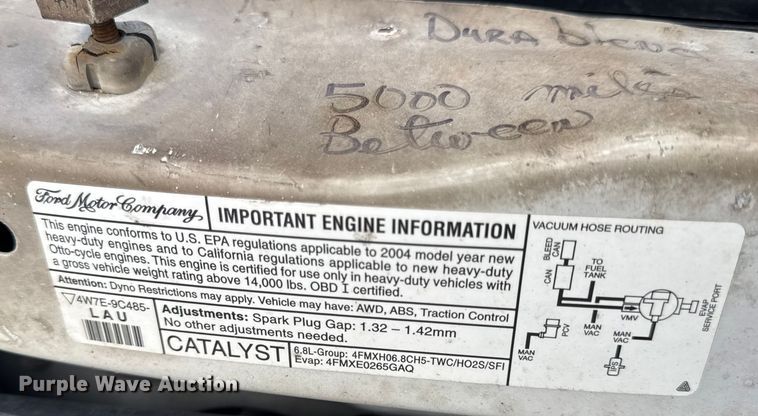 Dura blend
5000 miles
Between
Ford Motor Company
IMPORTANT ENGINE INFORMATION
This engine conforms to U.S. EPA regulations applicable to 2004 model year new
heavy-duty engines and to California regulations applicable to new heavy-duty
Otto-cycle engines. This engine is certified for use only in heavy-duty vehicles with
a gross vehicle weight rating above 14,000 lbs. OBD I certified.
Attention: Dyno Restrictions may apply. Vehicle may have: AWD, ABS, Traction Control
4W7E-9C485-
LAU
Adjustments: Spark Plug Gap: 1.32 – 1.42mm
No other adjustments needed.
CATALYST
6.8L-Group: 4FMXH06.8CH5-TWC/HO2S/SFI
Evap: 4FMXE0265GAQ
VACUUM HOSE ROUTING
BLEED
CAN
CAN
TO
FUEL
TANK
VMV
EVAP
SERVICE PORT
PCV
MAN
VAC
MAN
VAC
MAN
VAC
IPS
Purple Wave Auction